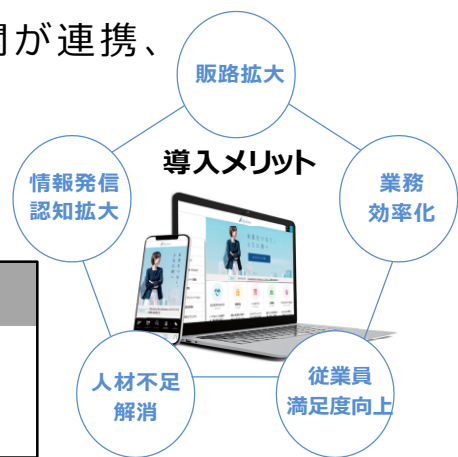 が連携、
販路拡大
導入メリット
情報発信
認知拡大
業務
効率化
人材不足
解消
従業員
満足度向上